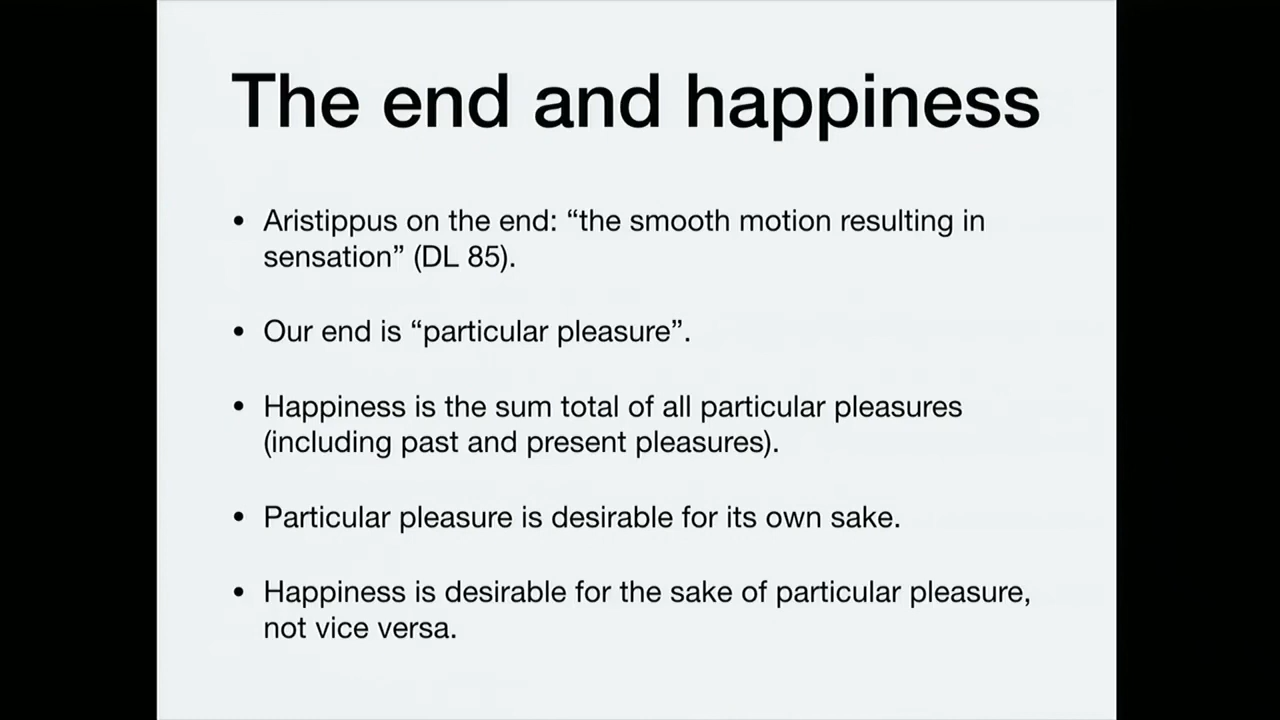 The end and happiness
• Aristippus on the end: “the smooth motion resulting in
sensation” (DL 85).
• Our end is “particular pleasure”.
• Happiness is the sum total of all particular pleasures
(including past and present pleasures).
• Particular pleasure is desirable for its own sake.
• Happiness is desirable for the sake of particular pleasure,
not vice versa.